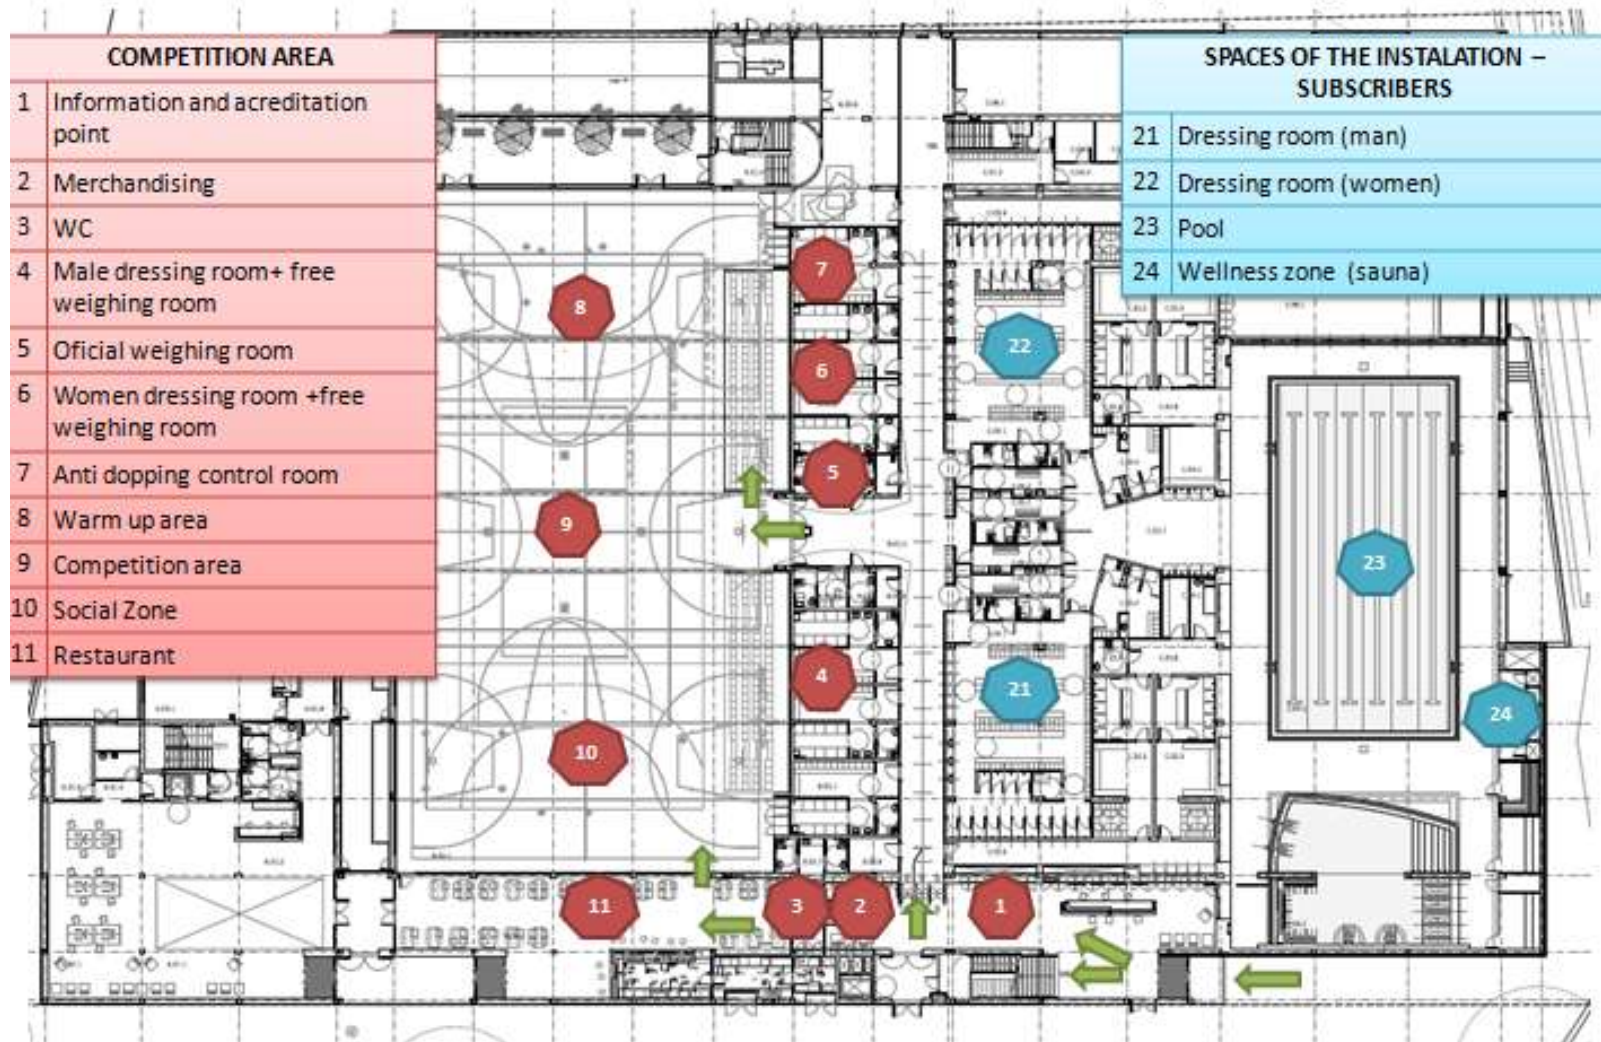 COMPETITION AREA
1 Information and acreditation
point
2 Merchandising
3 WC
4 Male dressing room+ free
weighing room
5 Oficial weighing room
6 Women dressing room +free
weighing room
7 Anti dopping control room
8 Warm up area
9 Competition area
10 Social Zone
11 Restaurant
SPACES OF THE INSTALATION –
SUBSCRIBERS
21 Dressing room (man)
22 Dressing room (women)
23 Pool
24 Wellness zone (sauna)
7
8
22
6
5
9
23
4
21
24
10
11
3
2
1